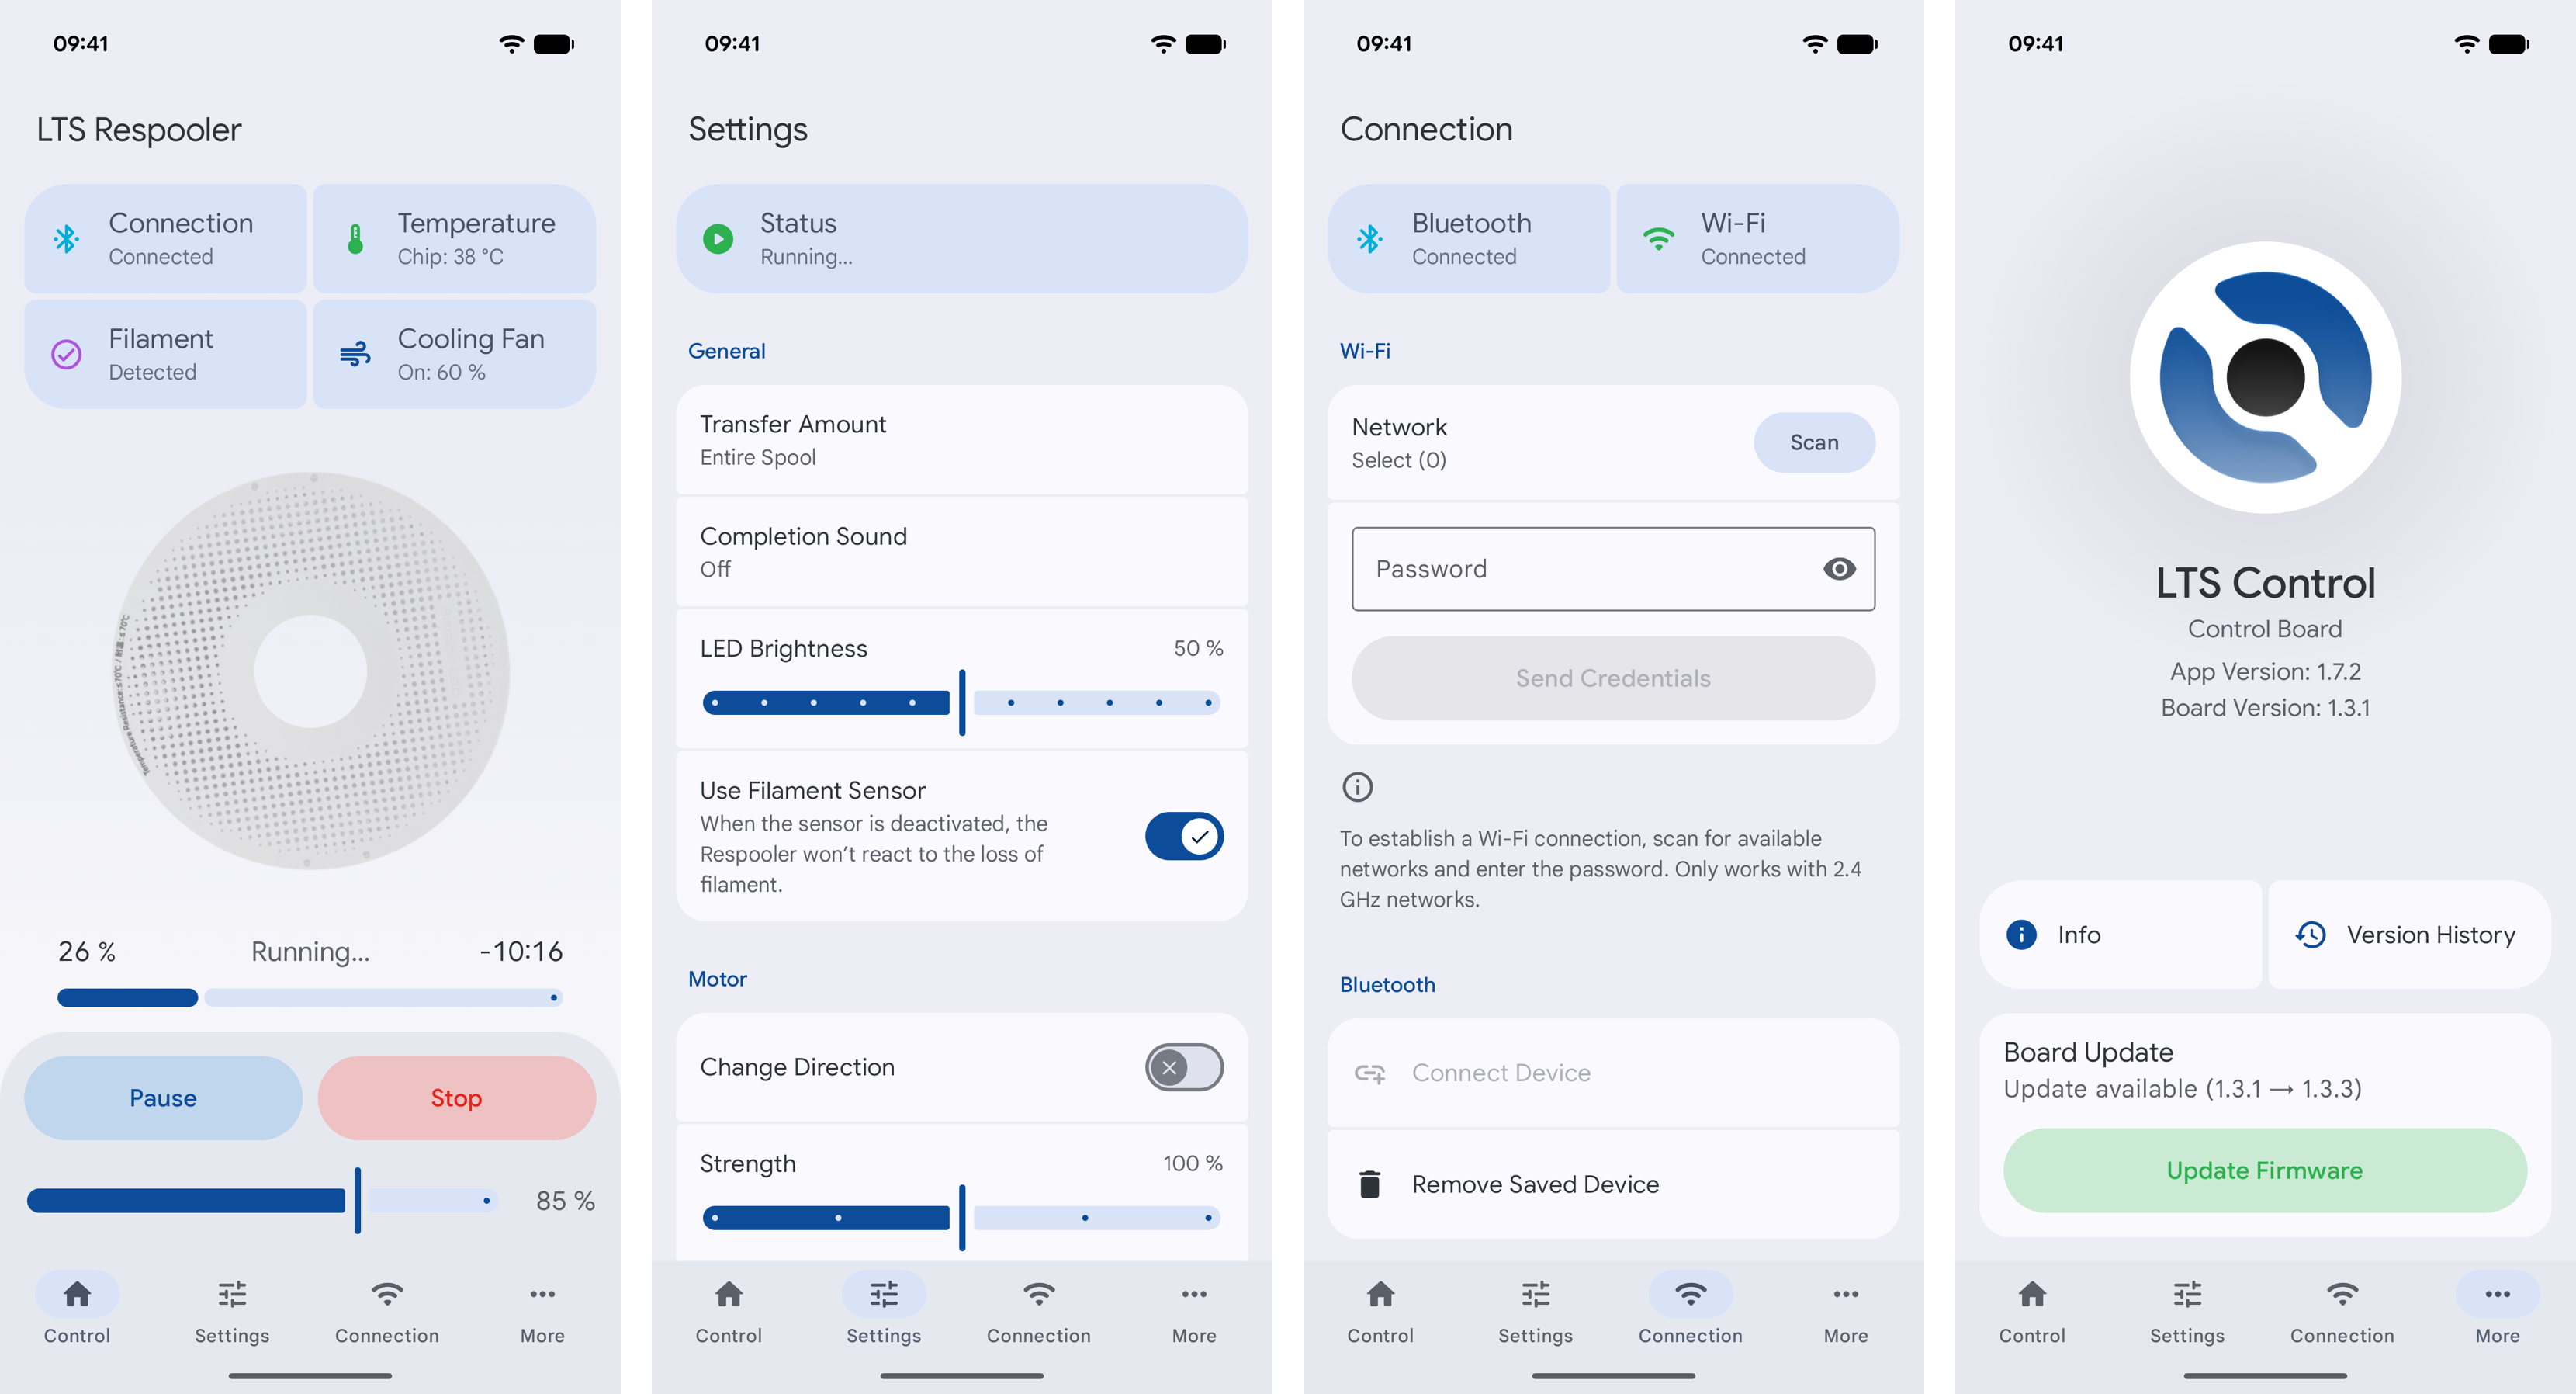 09:41
LTS Respooler
Connection
Connected
Temperature
Chip: 38 °C
Filament
Detected
Cooling Fan
On: 60 %
Temperature Resistance: ≤70℃ / 耐温: ≤70℃
26 %
Running...
-10:16
Pause
Stop
85 %
Control
Settings
Connection
More
09:41
Settings
Status
Running...
General
Transfer Amount
Entire Spool
Completion Sound
Off
LED Brightness
50 %
Use Filament Sensor
When the sensor is deactivated, the
Respooler won’t react to the loss of
filament.
Motor
Change Direction
Strength
100 %
Control
Settings
Connection
More
09:41
Connection
Bluetooth
Connected
Wi-Fi
Connected
Wi-Fi
Network
Select (0)
Scan
Password
Send Credentials
To establish a Wi-Fi connection, scan for available
networks and enter the password. Only works with 2.4
GHz networks.
Bluetooth
Connect Device
Remove Saved Device
Control
Settings
Connection
More
09:41
LTS Control
Control Board
App Version: 1.7.2
Board Version: 1.3.1
Info
Version History
Board Update
Update available (1.3.1 → 1.3.3)
Update Firmware
Control
Settings
Connection
More